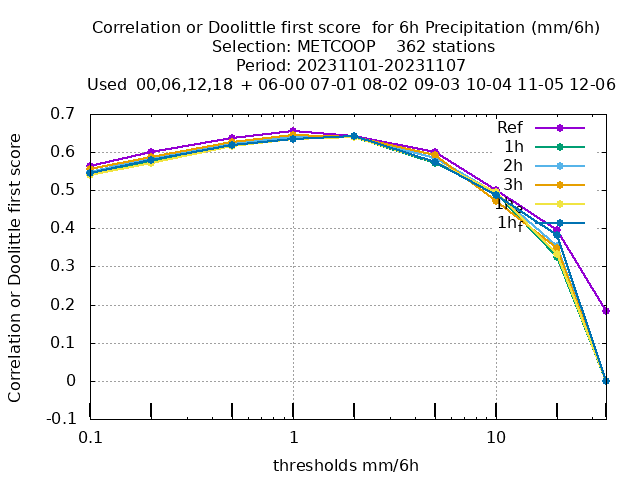 Correlation or Doolittle first score for 6h Precipitation (mm/6h)
Selection: METCOOP 362 stations
Period: 20231101-20231107
Used 00,06,12,18 + 06-00 07-01 08-02 09-03 10-04 11-05 12-06
Correlation or Doolittle first score
0.7
0.6
0.5
0.4
0.3
0.2
0.1
0
-0.1
Ref
1h
2h
3h
1hf
0.1
1
10
thresholds mm/6h